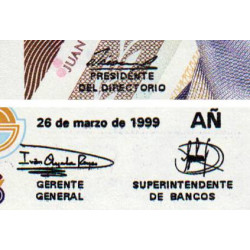 JUAN
PRESIDENTE
DEL DIRECTORIO
26 de marzo de 1999 AÑ
GERENTE
GENERAL
SUPERINTENDENTE
DE BANCOS